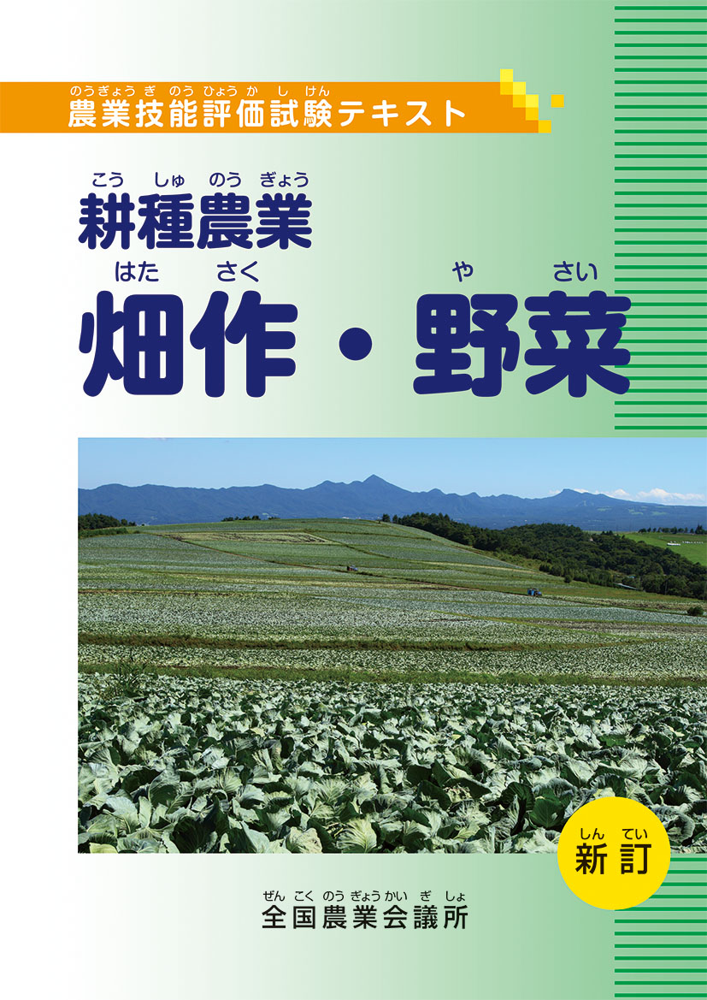 のうぎょう ぎ のう ひょう か し けん
農業技能評価試験テキスト
こう しゅ のう ぎょう
耕種農業
はた さく や さい
畑作・野菜
しん てい
新訂
ぜん こく のう ぎょう かい ぎ しょ
全国農業会議所